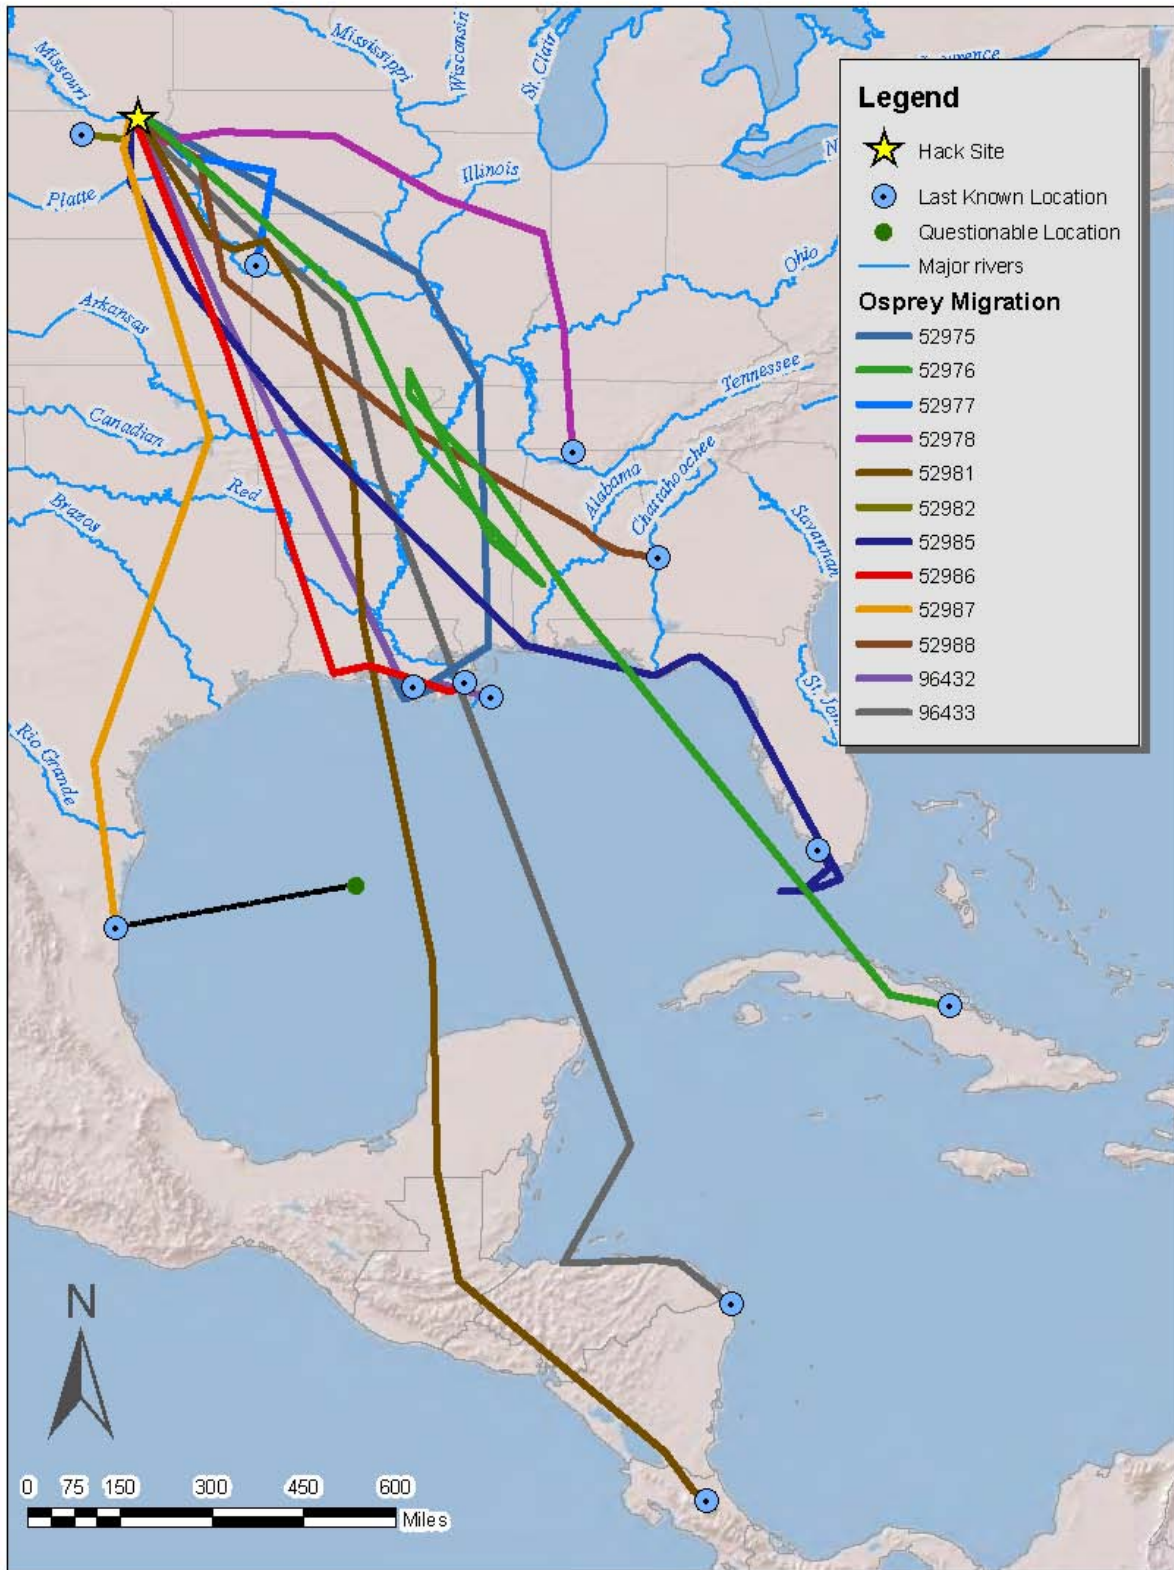 Missouri
Mississippi
Wisconsin
St. Clair
Platte
Illinois
Ohio
Arkansas
Tennessee
Canadian
Alabama
Chattahoochee
Red
Brazos
Savannah
Rio Grande
Legend
Hack Site
Last Known Location
Questionable Location
Major rivers
Osprey Migration
52975
52976
52977
52978
52981
52982
52985
52986
52987
52988
96432
96433
N
0 75 150 300 450 600
Miles